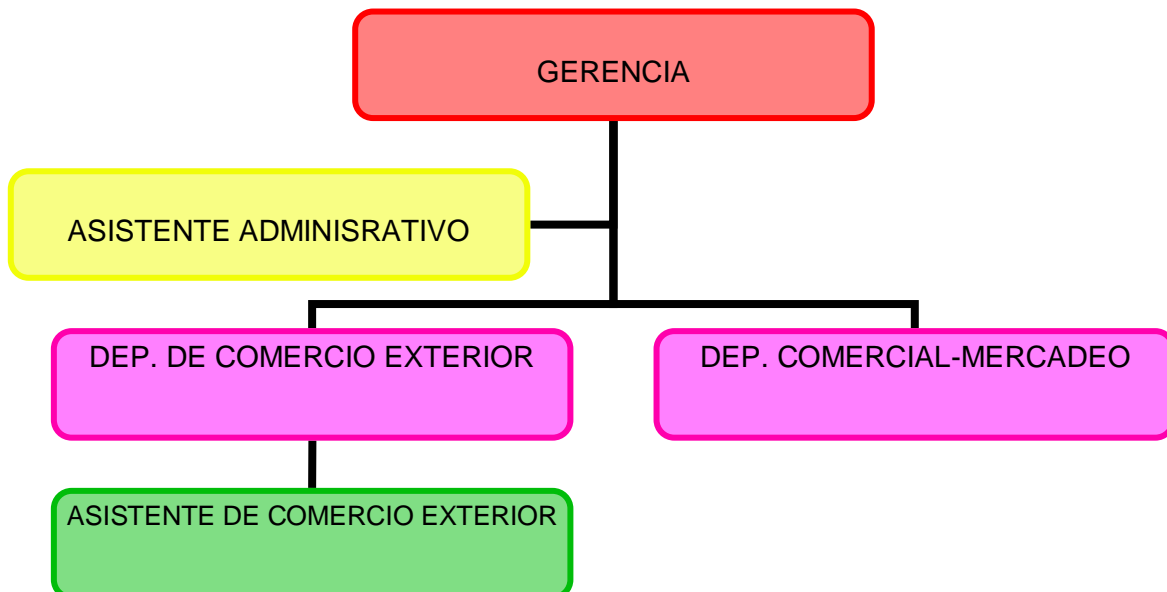 GERENCIA
ASISTENTE ADMINISRATIVO
DEP. DE COMERCIO EXTERIOR
DEP. COMERCIAL-MERCADEO
ASISTENTE DE COMERCIO EXTERIOR